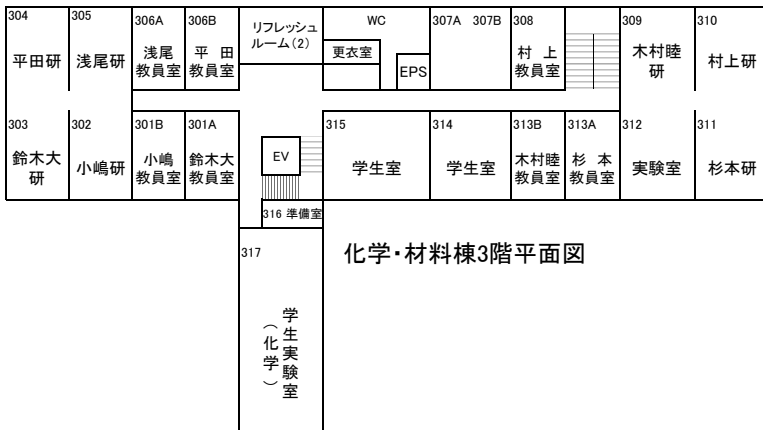 304
平田研
305
浅尾研
306A
浅尾
教員室
306B
平 田
教員室
リフレッシュ
ルーム(2)
WC
更衣室
EPS
307A 307B
308
村 上
教員室
309
木村睦
研
310
村上研
303
鈴木大
研
302
小嶋研
301B
小嶋
教員室
301A
鈴木大
教員室
EV
315
学生室
314
学生室
313B
木村睦
教員室
313A
杉 本
教員室
312
実験室
311
杉本研
316 準備室
317
学生実験室
（化学）
化学・材料棟3階平面図